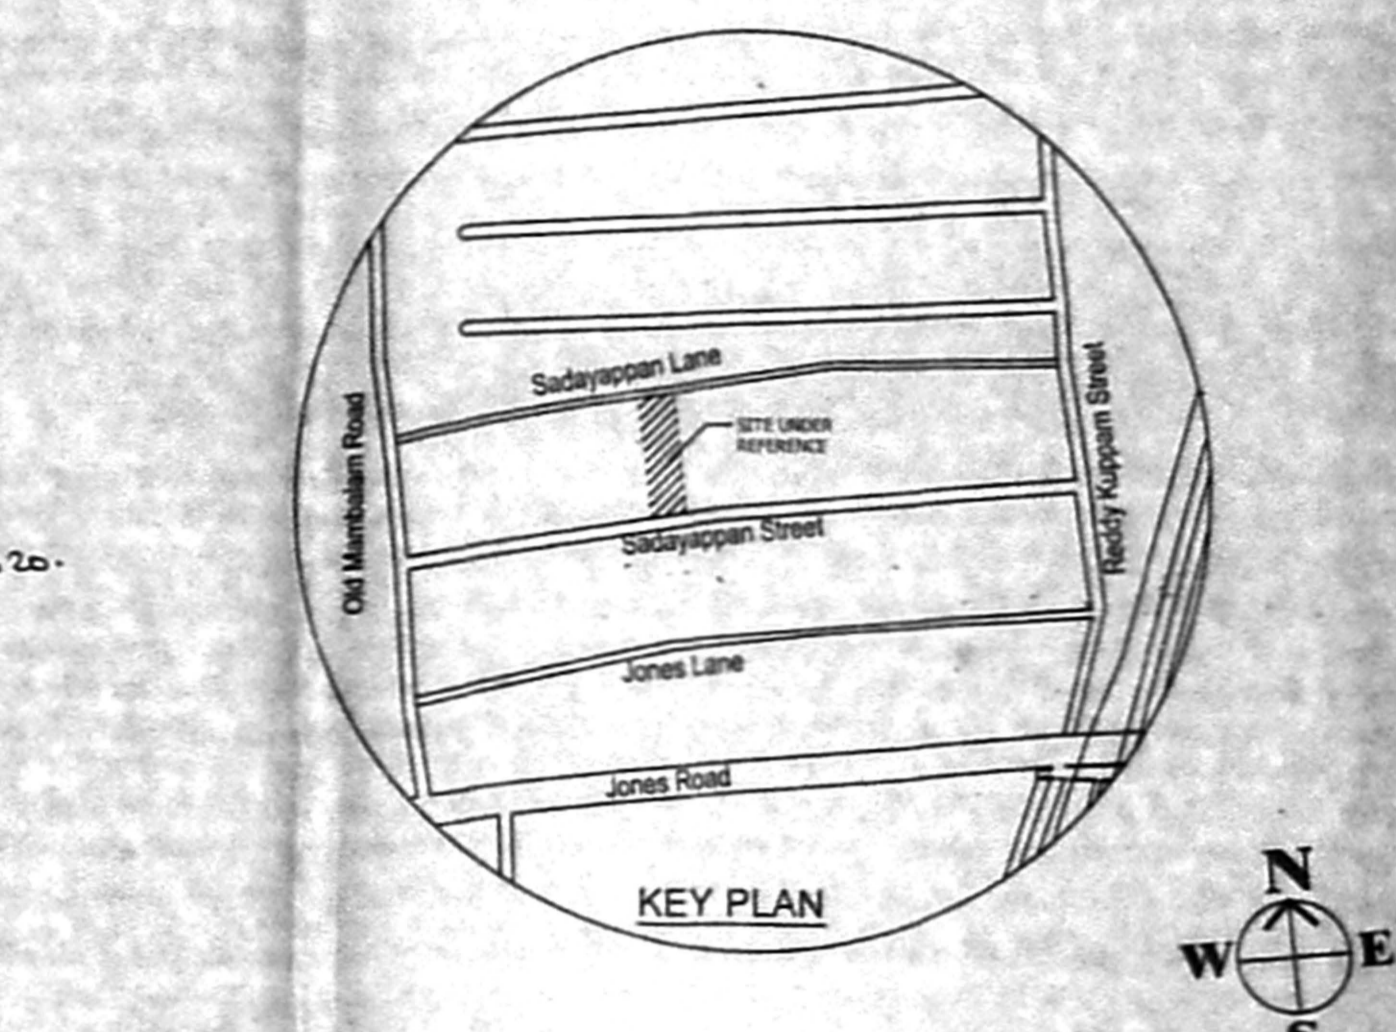 Sadayappan Lane
SITE UNDER
REFERENCE
Old Mambalam Road
Reddy Kuppam Street
Sadayappan Street
20.
Jones Lane
Jones Road
KEY PLAN
N
W
E
S